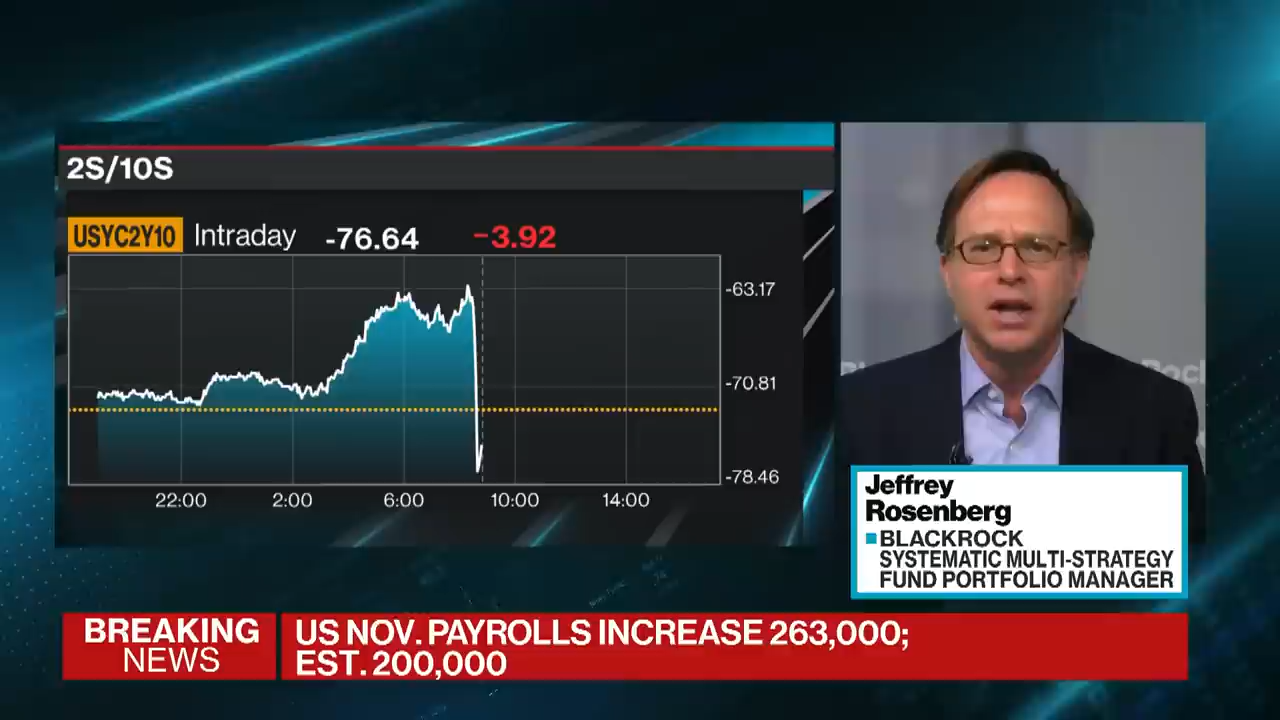 2S/10S
USYC2Y10 Intraday -76.64 -3.92
-63.17
-70.81
-78.46
22:00 2:00 6:00 10:00 14:00
Jeffrey
Rosenberg
BLACKROCK
SYSTEMATIC MULTI-STRATEGY
FUND PORTFOLIO MANAGER
BREAKING
NEWS
US NOV. PAYROLLS INCREASE 263,000;
EST. 200,000